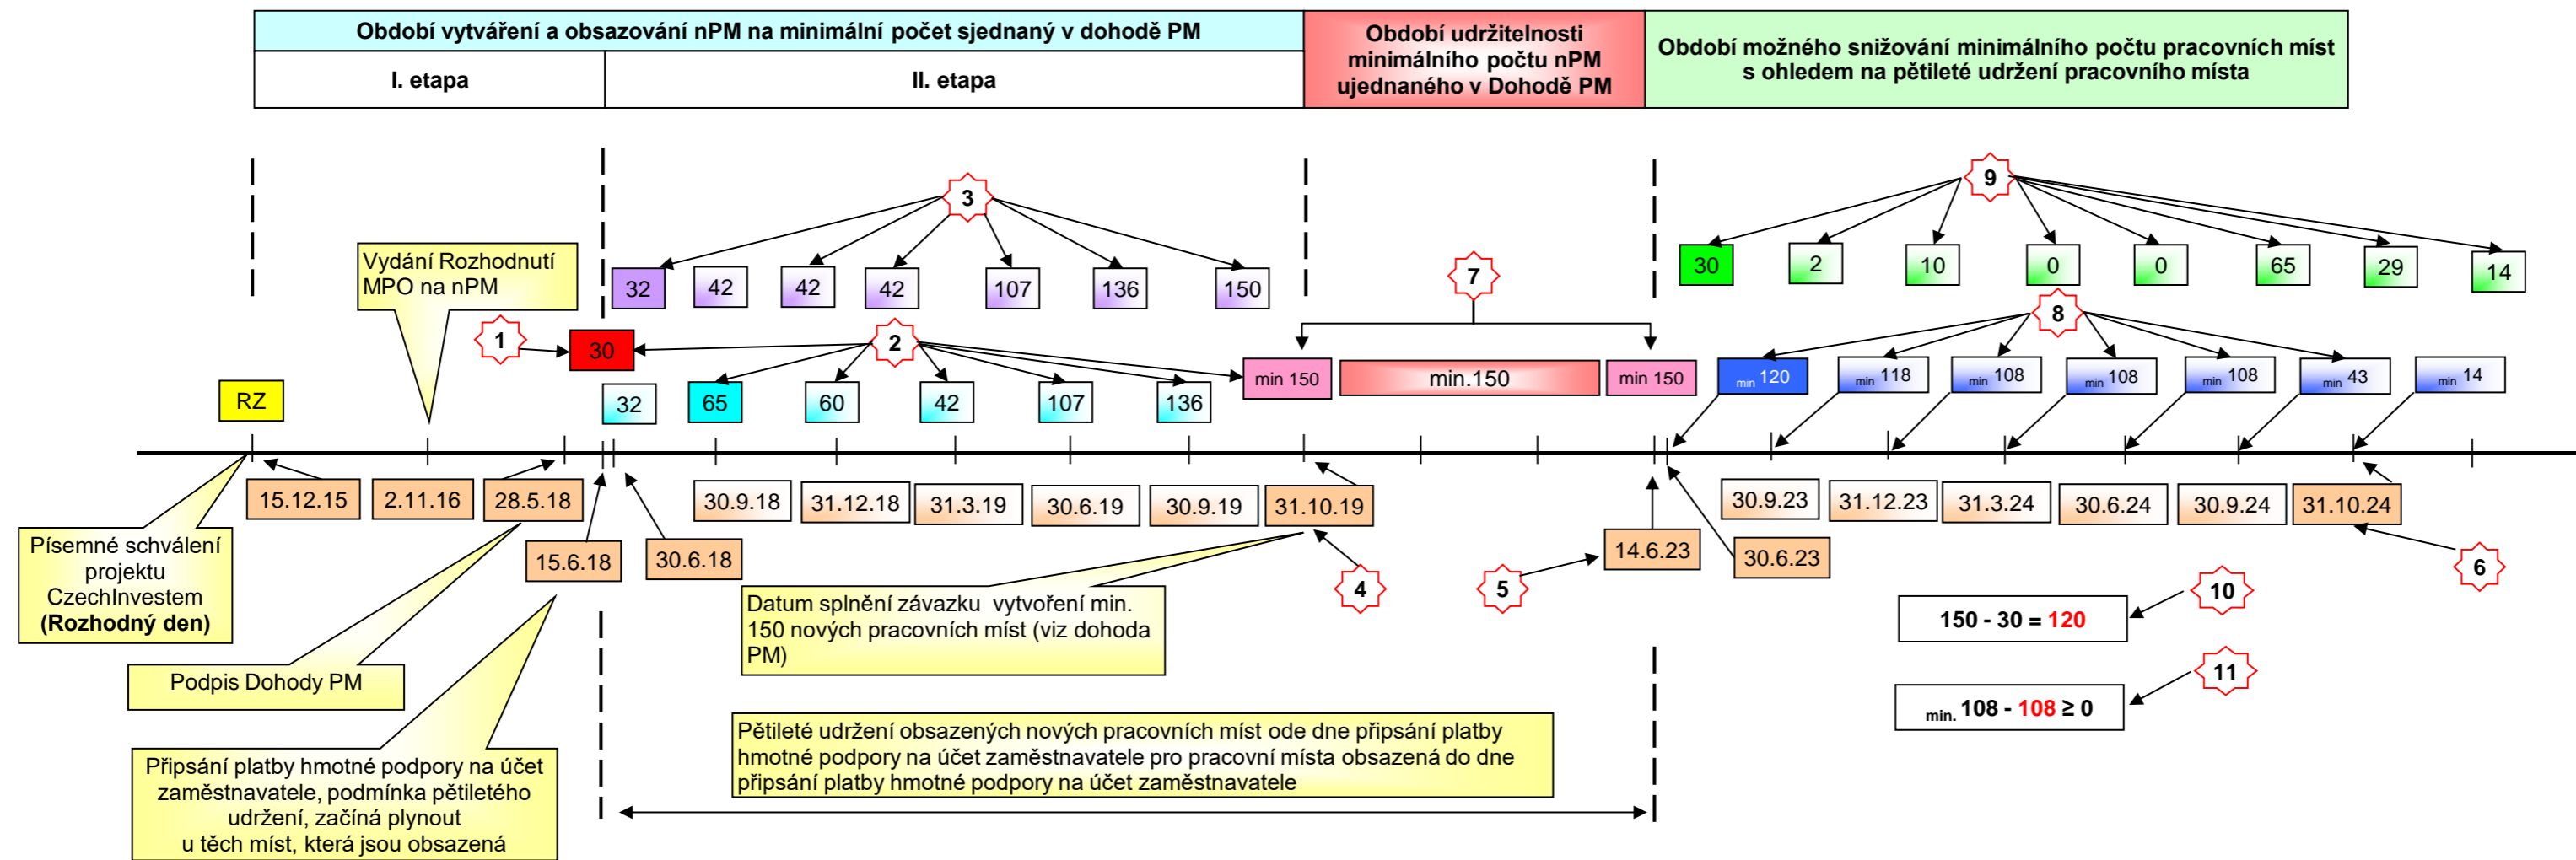 Období vytváření a obsazování nPM na minimální počet sjednaný v dohodě PM
I. etapa
II. etapa
Období udržitelnosti
minimálního počtu nPM
ujednaného v Dohodě PM
Období možného snižování minimálního počtu pracovních míst
s ohledem na pětileté udržení pracovního místa
3
9
Vydání Rozhodnutí
MPO na nPM
32
42
42
42
107
136
150
7
30
2
10
0
0
65
29
14
1
30
2
8
RZ
32
65
60
42
107
136
min 150
min.150
min 150
min 120
min 118
min 108
min 108
min 108
min 43
min 14
15.12.15
2.11.16
28.5.18
30.9.18
31.12.18
31.3.19
30.6.19
30.9.19
31.10.19
30.9.23
31.12.23
31.3.24
30.6.24
30.9.24
31.10.24
15.6.18
30.6.18
14.6.23
30.6.23
Písemné schválení
projektu
CzechInvestem
(Rozhodný den)
4
5
6
Datum splnění závazku vytvoření min.
150 nových pracovních míst (viz dohoda
PM)
10
150 - 30 = 120
Podpis Dohody PM
11
min. 108 - 108 ≥ 0
Pětileté udržení obsazených nových pracovních míst ode dne připsání platby
hmotné podpory na účet zaměstnavatele pro pracovní místa obsazená do dne
připsání platby hmotné podpory na účet zaměstnavatele
Připsání platby hmotné podpory na účet
zaměstnavatele, podmínka pětiletého
udržení, začíná plynout
u těch míst, která jsou obsazená